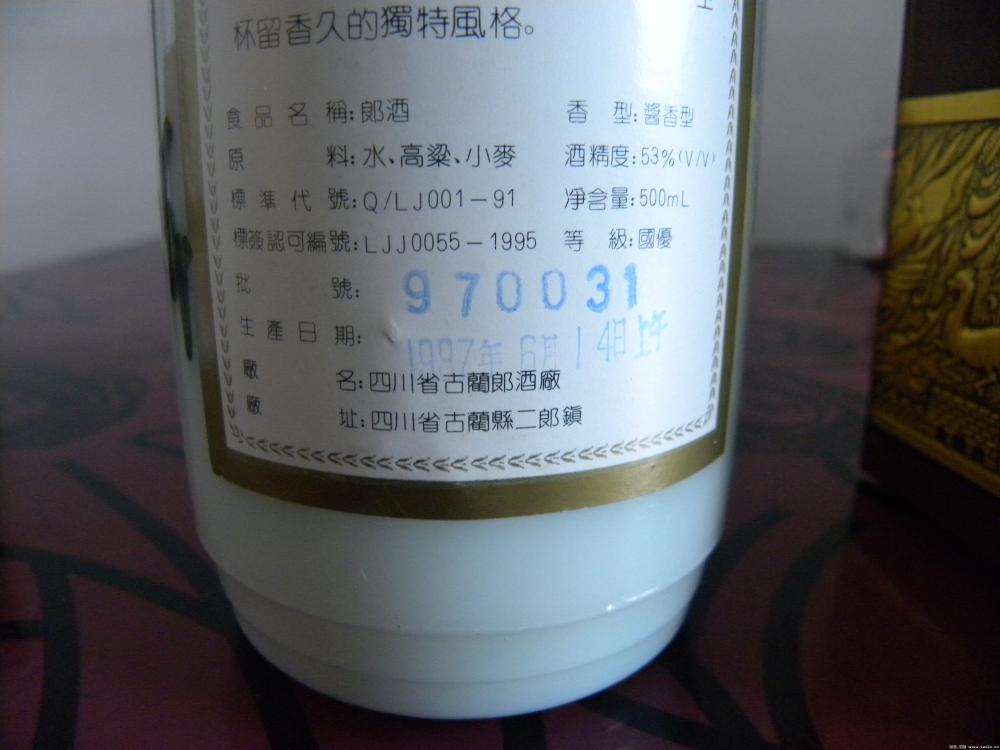 杯留香久的獨特風格。
食品名稱:郎酒 香型:醬香型
原料:水、高粱、小麥 酒精度:53%(V/V)
標準代號:Q/LJ001-91 凈含量:500mL
標簽認可編號:LJJ0055-1995 等級:國優
批號:970031
生產日期:1997年6月14日上午
廠名:四川省古藺郎酒廠
廠址:四川省古藺縣二郎鎮